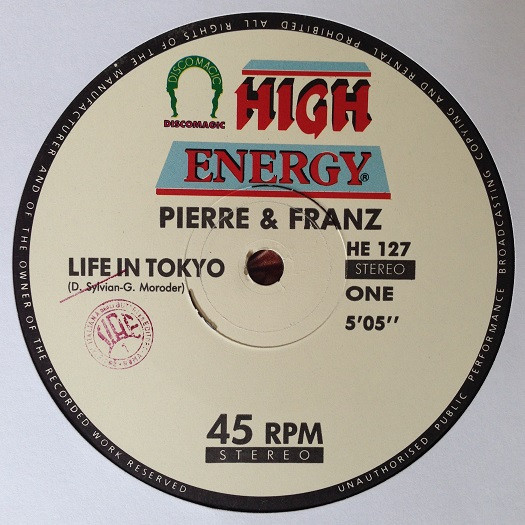 DISCO MAGIC
DISCOMAGIC
HIGH
ENERGY®
PIERRE & FRANZ
HE 127
STEREO
LIFE IN TOKYO
(D. Sylvian-G. Moroder)
ONE
5'05''
45 RPM
STEREO
ALL RIGHTS OF THE MANUFACTURER AND OF THE OWNER OF THE RECORDED WORK RESERVED
UNAUTHORISED PUBLIC PERFORMANCE BROADCASTING COPYING AND RENTAL PROHIBITED